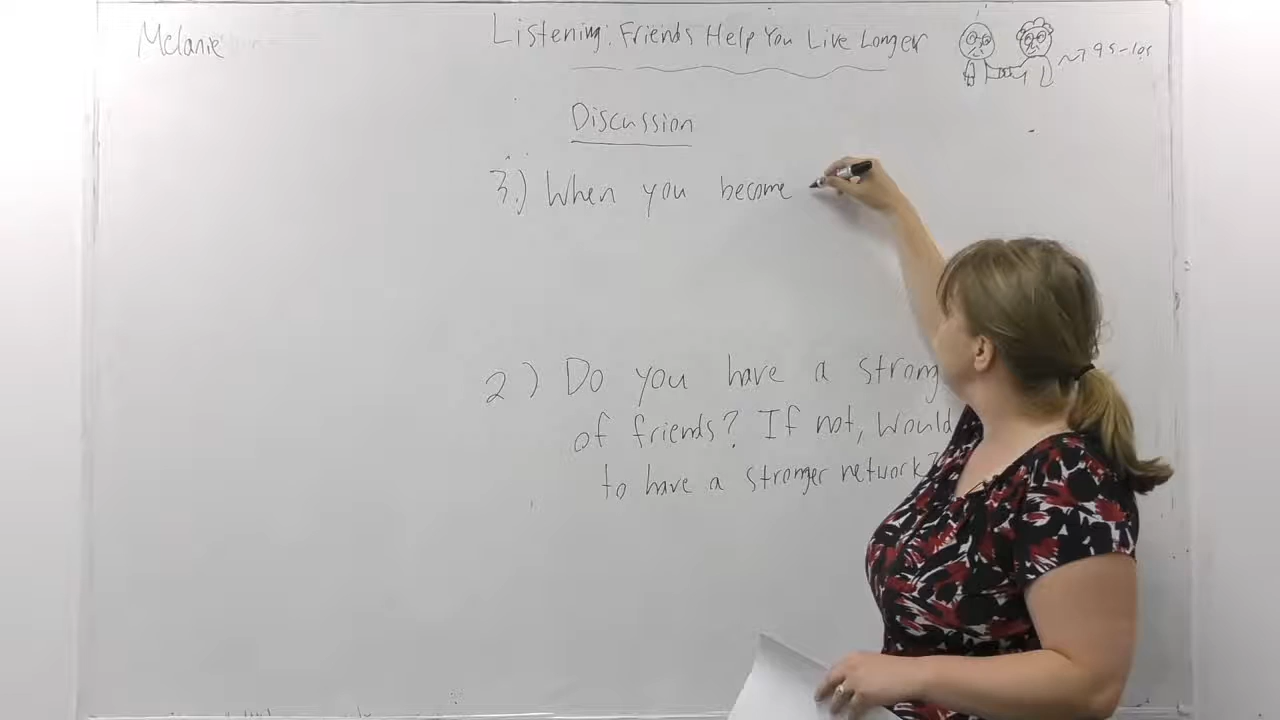 Melanie
Listening: Friends Help You Live Longer
95-105
Discussion
3.) When you become
2) Do you have a strong
of friends? If not, would
to have a stronger network?